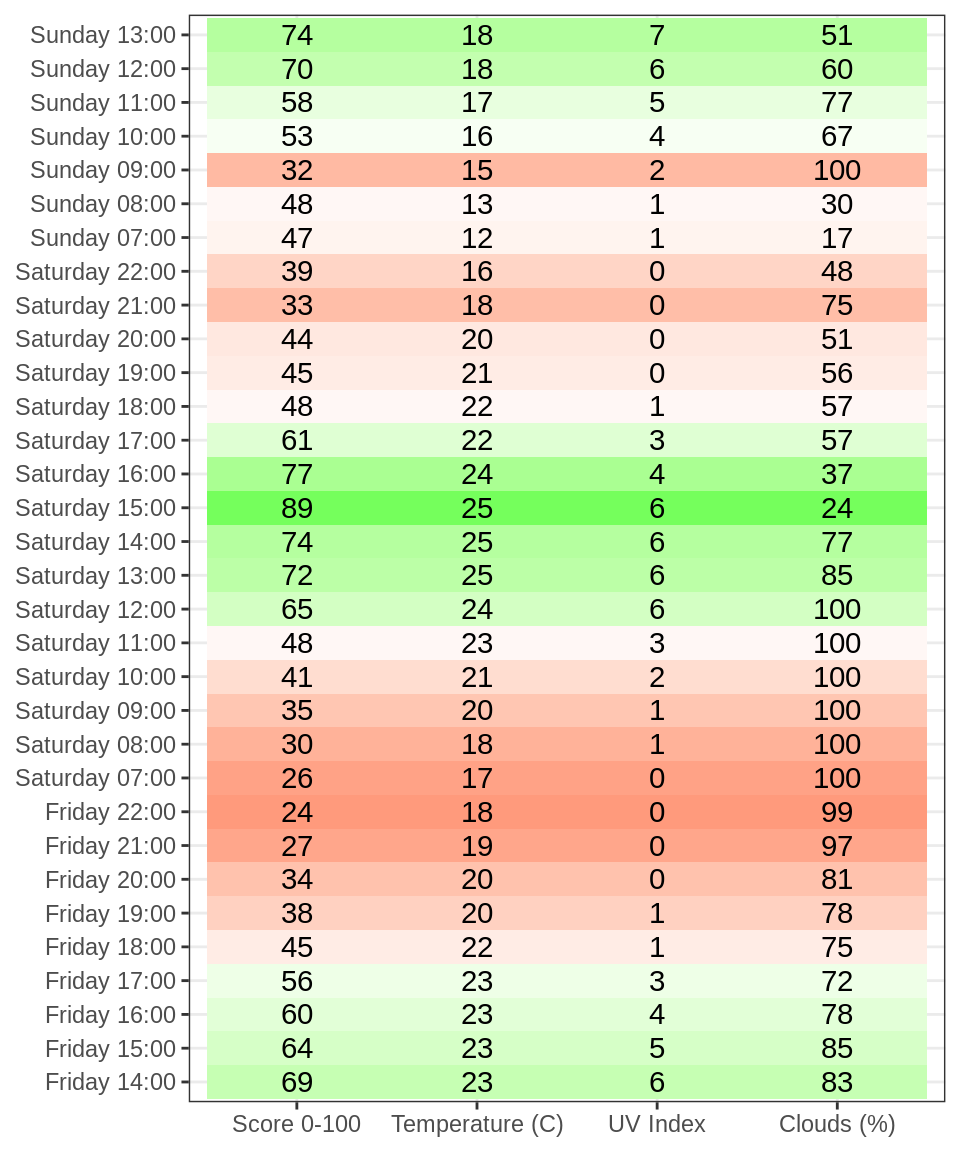 Sunday 13:00 74 18 7 51
Sunday 12:00 70 18 6 60
Sunday 11:00 58 17 5 77
Sunday 10:00 53 16 4 67
Sunday 09:00 32 15 2 100
Sunday 08:00 48 13 1 30
Sunday 07:00 47 12 1 17
Saturday 22:00 39 16 0 48
Saturday 21:00 33 18 0 75
Saturday 20:00 44 20 0 51
Saturday 19:00 45 21 0 56
Saturday 18:00 48 22 1 57
Saturday 17:00 61 22 3 57
Saturday 16:00 77 24 4 37
Saturday 15:00 89 25 6 24
Saturday 14:00 74 25 6 77
Saturday 13:00 72 25 6 85
Saturday 12:00 65 24 6 100
Saturday 11:00 48 23 3 100
Saturday 10:00 41 21 2 100
Saturday 09:00 35 20 1 100
Saturday 08:00 30 18 1 100
Saturday 07:00 26 17 0 100
Friday 22:00 24 18 0 99
Friday 21:00 27 19 0 97
Friday 20:00 34 20 0 81
Friday 19:00 38 20 1 78
Friday 18:00 45 22 1 75
Friday 17:00 56 23 3 72
Friday 16:00 60 23 4 78
Friday 15:00 64 23 5 85
Friday 14:00 69 23 6 83
Score 0-100 Temperature (C) UV Index Clouds (%)